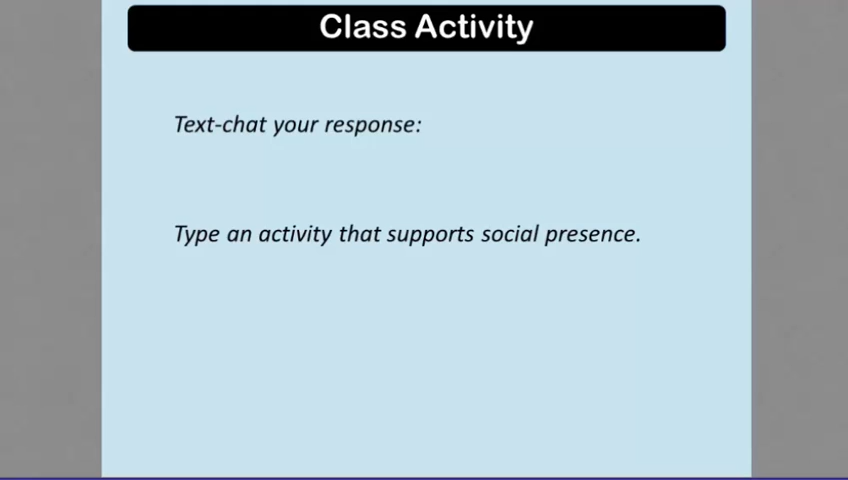 Class Activity
Text-chat your response:
Type an activity that supports social presence.